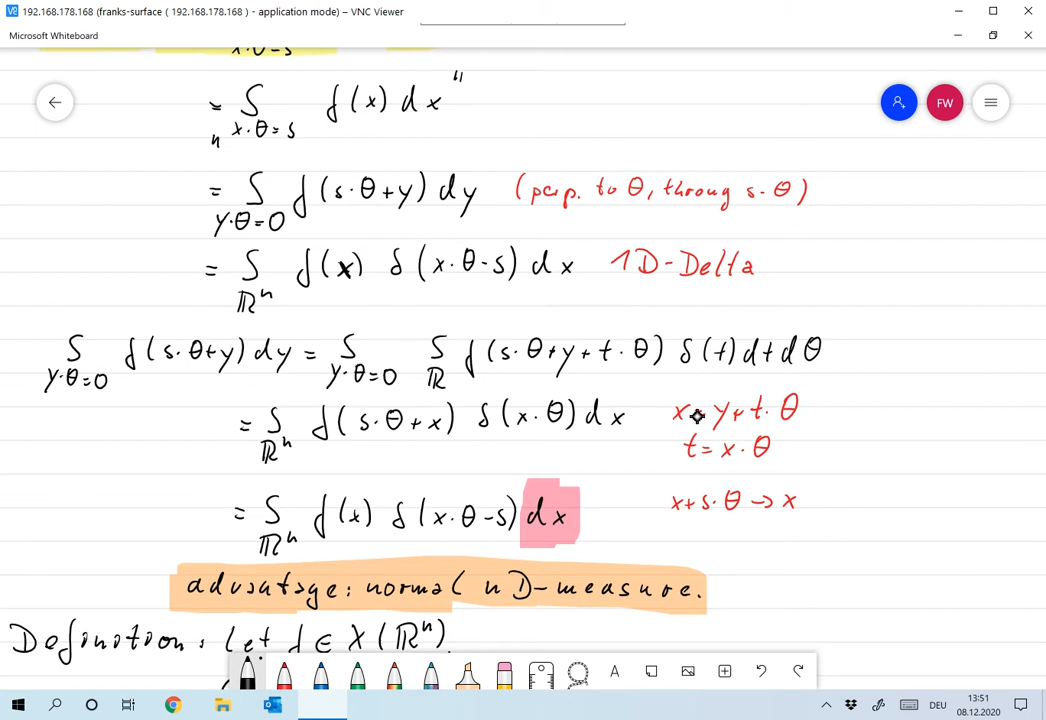 192.168.178.168 (franks-surface ( 192.168.178.168 ) - application mode) – VNC Viewer
Microsoft Whiteboard
x·θ=s
= ∫ f(x) dx "
" x·θ=s
FW
= ∫ f(s·θ+y) dy (perp. to θ, throug s·θ)
y·θ=0
= ∫ f(x) δ(x·θ-s) dx 1D-Delta
ℝⁿ
∫ f(s·θ+y) dy = ∫ ∫ f(s·θ+y+t·θ) δ(t) dt dθ
y·θ=0 y·θ=0 ℝ
= ∫ f(s·θ+x) δ(x·θ) dx x = y+t·θ
ℝⁿ t = x·θ
= ∫ f(x) δ(x·θ-s) dx x+s·θ → x
ℝⁿ
advantage: normal nD-measure.
Definition: Let f ∈ X(ℝⁿ).
A
DEU
13:51
08.12.2020